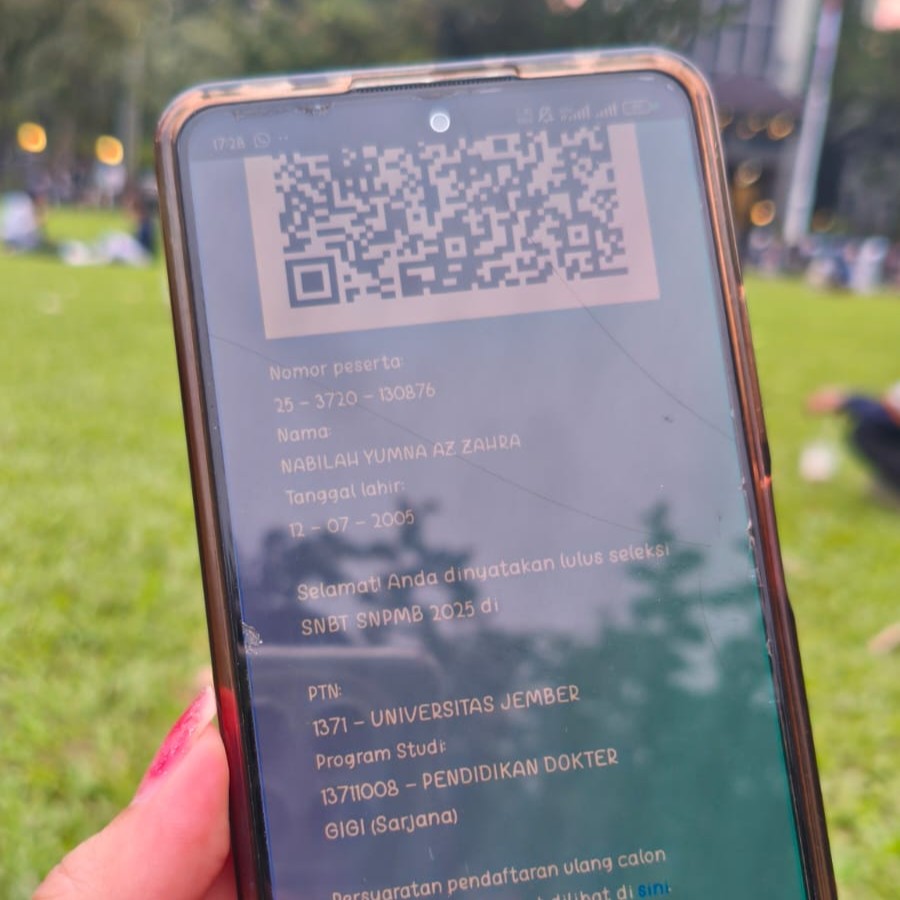 17:28
Nomor peserta:
25 - 3720 - 130876
Nama:
NABILAH YUMNA AZ ZAHRA
Tanggal lahir:
12 - 07 - 2005
Selamat! Anda dinyatakan lulus seleksi
SNBT SNPMB 2025 di
PTN:
1371 - UNIVERSITAS JEMBER
Program Studi:
13711008 - PENDIDIKAN DOKTER
GIGI (Sarjana)
Persyaratan pendaftaran ulang calon
dilihat di sini.